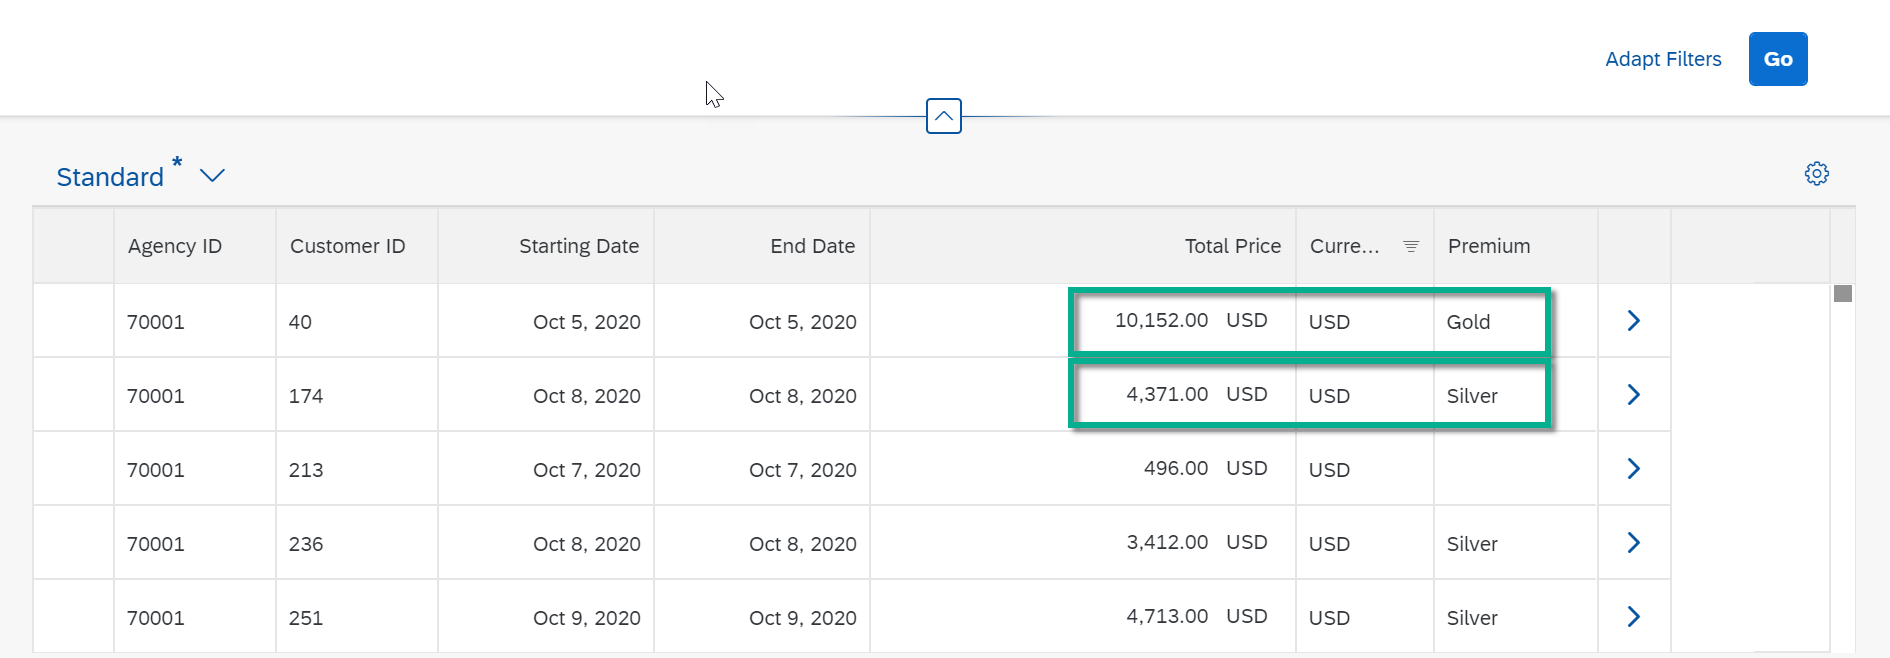 Adapt Filters Go
Standard *
Agency ID Customer ID Starting Date End Date Total Price Curre... Premium
70001 40 Oct 5, 2020 Oct 5, 2020 10,152.00 USD USD Gold
70001 174 Oct 8, 2020 Oct 8, 2020 4,371.00 USD USD Silver
70001 213 Oct 7, 2020 Oct 7, 2020 496.00 USD USD
70001 236 Oct 8, 2020 Oct 8, 2020 3,412.00 USD USD Silver
70001 251 Oct 9, 2020 Oct 9, 2020 4,713.00 USD USD Silver